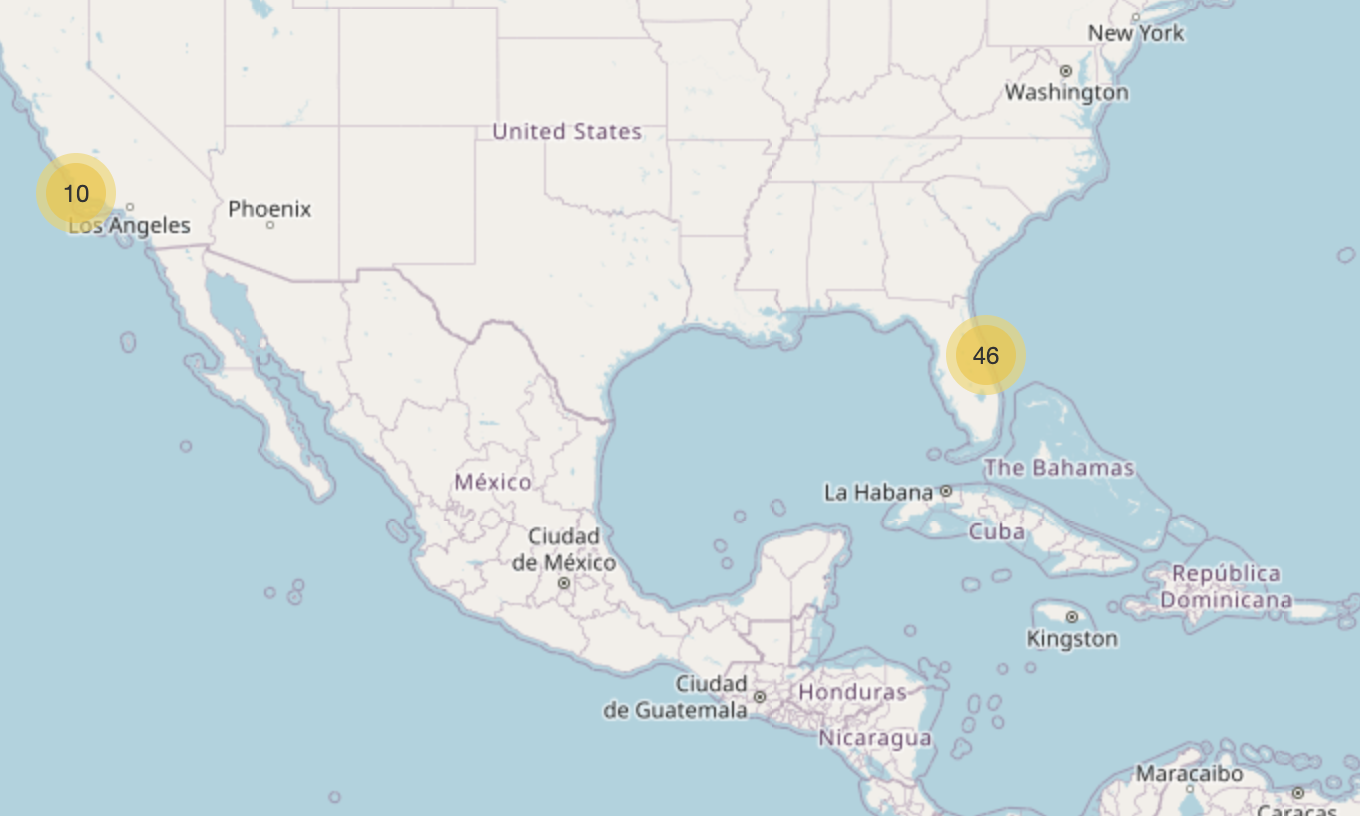 New York
Washington
United States
10
Los Angeles
Phoenix
46
The Bahamas
México
La Habana
Cuba
Ciudad
de México
República
Dominicana
Kingston
Ciudad
de Guatemala
Honduras
Nicaragua
Maracaibo
Caracas